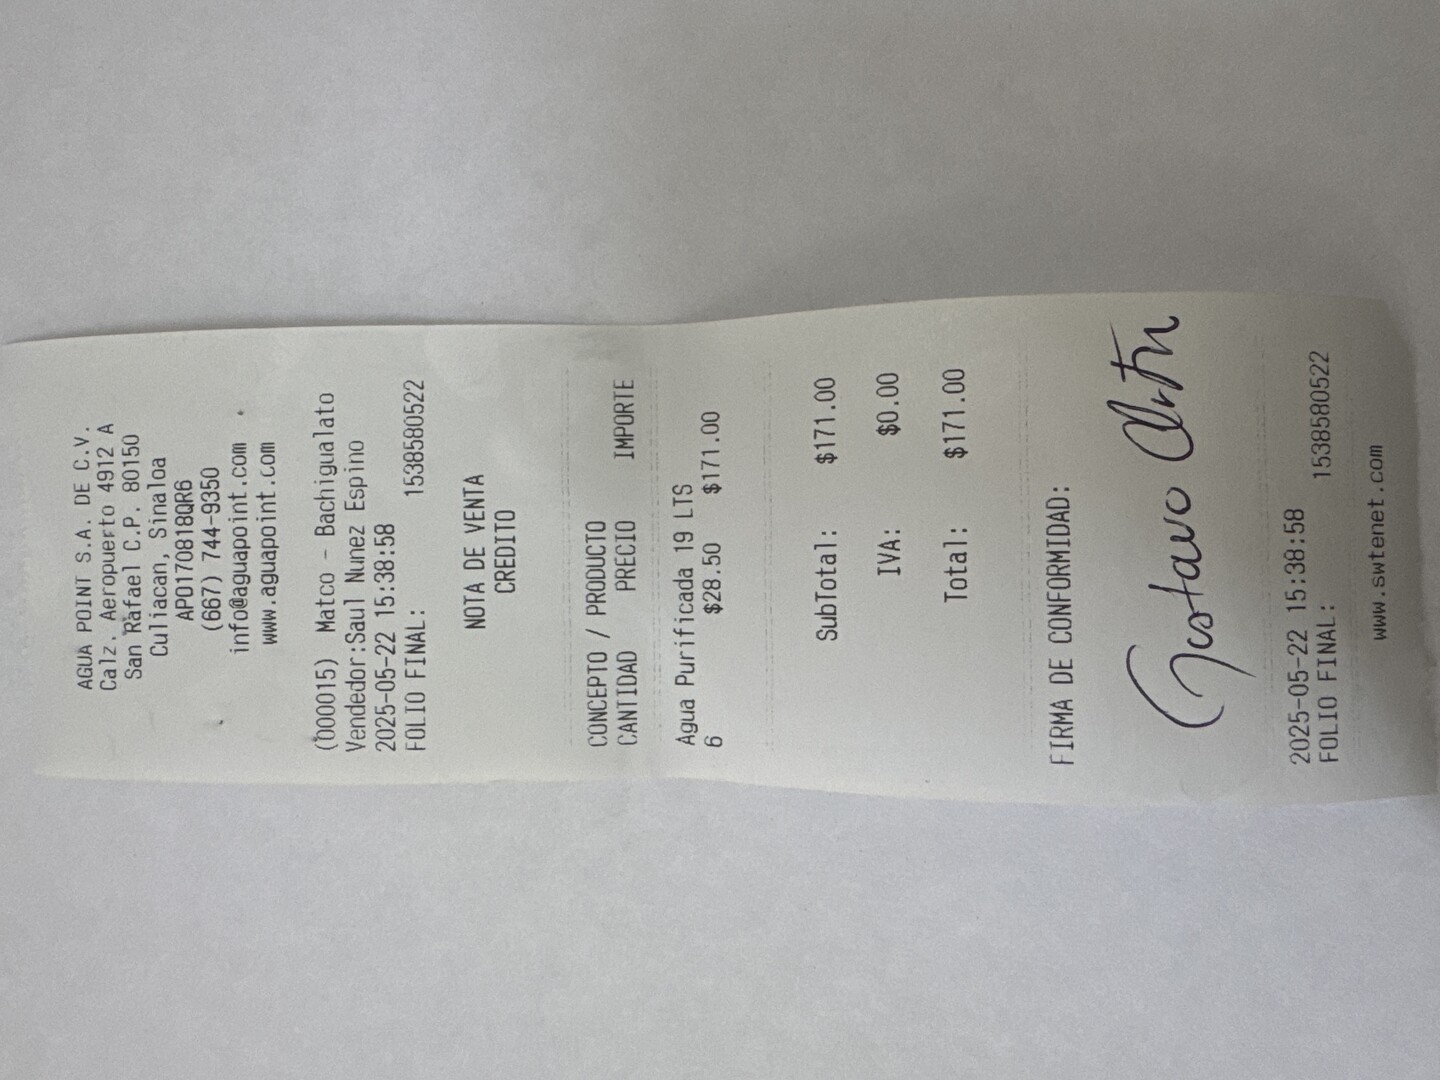 AGUA POINT S.A. DE C.V.
Calz. Aeropuerto 4912 A
San Rafael C.P. 80150
Culiacan, Sinaloa
APO170818QR6
(667) 744-9350
info@aguapoint.com
www.aguapoint.com
(000015) Matco - Bachigualato
Vendedor:Saul Nunez Espino
2025-05-22 15:38:58
FOLIO FINAL: 1538580522
NOTA DE VENTA
CREDITO
CONCEPTO / PRODUCTO
CANTIDAD PRECIO IMPORTE
Agua Purificada 19 LTS
6 $28.50 $171.00
SubTotal: $171.00
IVA: $0.00
Total: $171.00
FIRMA DE CONFORMIDAD:
Gustavo
2025-05-22 15:38:58
FOLIO FINAL: 1538580522
www.swtenet.com